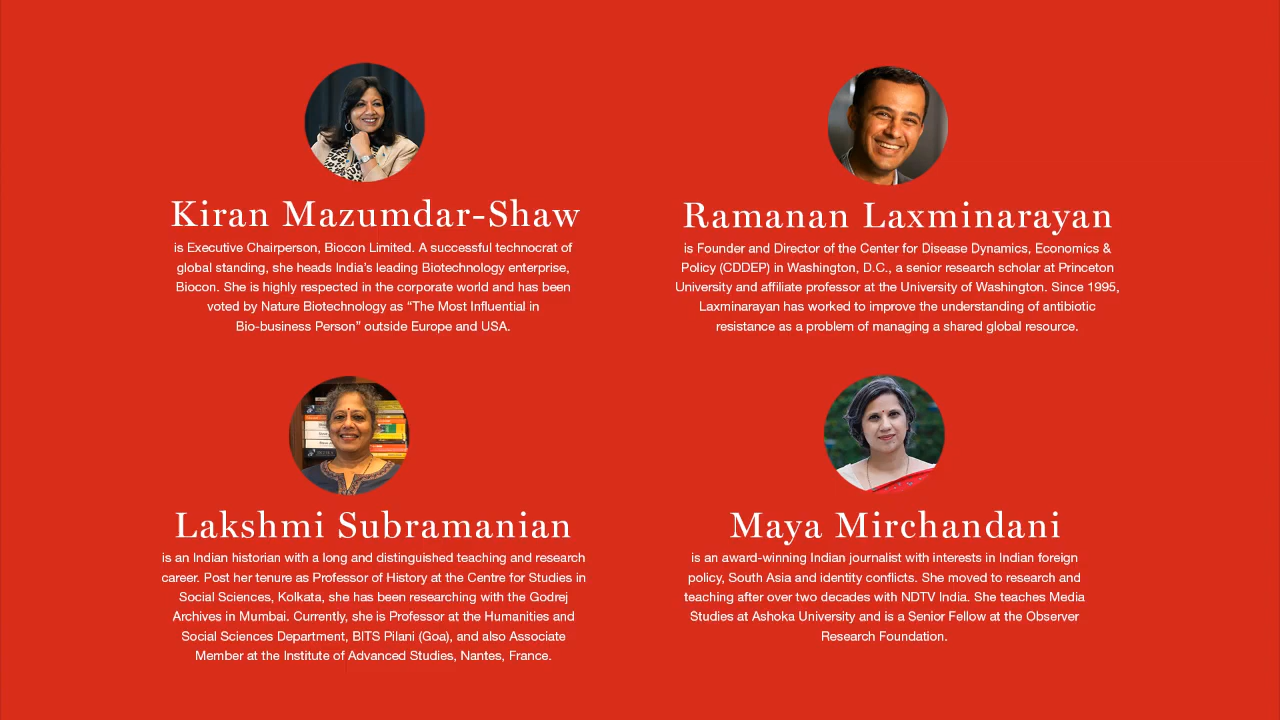 Kiran Mazumdar-Shaw
is Executive Chairperson, Biocon Limited. A successful technocrat of
global standing, she heads India's leading Biotechnology enterprise,
Biocon. She is highly respected in the corporate world and has been
voted by Nature Biotechnology as “The Most Influential in
Bio-business Person” outside Europe and USA.
Ramanan Laxminarayan
is Founder and Director of the Center for Disease Dynamics, Economics &
Policy (CDDEP) in Washington, D.C., a senior research scholar at Princeton
University and affiliate professor at the University of Washington. Since 1995,
Laxminarayan has worked to improve the understanding of antibiotic
resistance as a problem of managing a shared global resource.
Lakshmi Subramanian
is an Indian historian with a long and distinguished teaching and research
career. Post her tenure as Professor of History at the Centre for Studies in
Social Sciences, Kolkata, she has been researching with the Godrej
Archives in Mumbai. Currently, she is Professor at the Humanities and
Social Sciences Department, BITS Pilani (Goa), and also Associate
Member at the Institute of Advanced Studies, Nantes, France.
Maya Mirchandani
is an award-winning Indian journalist with interests in Indian foreign
policy, South Asia and identity conflicts. She moved to research and
teaching after over two decades with NDTV India. She teaches Media
Studies at Ashoka University and is a Senior Fellow at the Observer
Research Foundation.